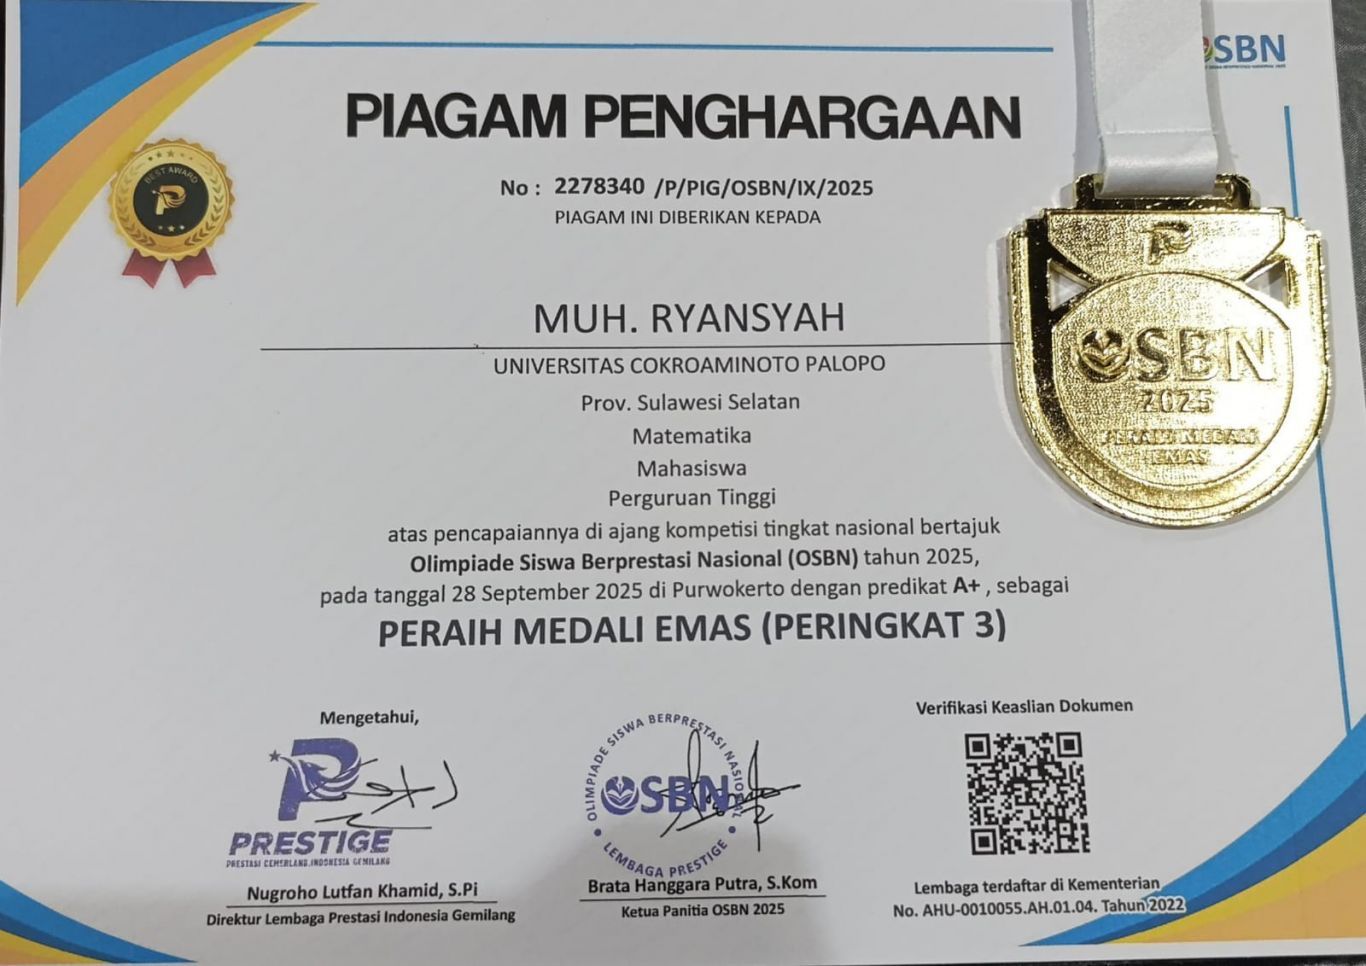 OSBN
PIAGAM PENGHARGAAN
BEST AWARD
No : 2278340 /P/PIG/OSBN/IX/2025
PIAGAM INI DIBERIKAN KEPADA
MUH. RYANSYAH
UNIVERSITAS COKROAMINOTO PALOPO
Prov. Sulawesi Selatan
Matematika
Mahasiswa
Perguruan Tinggi
atas pencapaiannya di ajang kompetisi tingkat nasional bertajuk
Olimpiade Siswa Berprestasi Nasional (OSBN) tahun 2025,
pada tanggal 28 September 2025 di Purwokerto dengan predikat A+ , sebagai
PERAIH MEDALI EMAS (PERINGKAT 3)
OSBN
2025
PERAIH MEDALI
EMAS
Mengetahui,
PRESTIGE
PRESTASI CEMERLANG INDONESIA GEMILANG
Nugroho Lutfan Khamid, S.Pi
Direktur Lembaga Prestasi Indonesia Gemilang
OLIMPIADE SISWA BERPRESTASI NASIONAL
OSBN
LEMBAGA PRESTIGE
Brata Hanggara Putra, S.Kom
Ketua Panitia OSBN 2025
Verifikasi Keaslian Dokumen
Lembaga terdaftar di Kementerian
No. AHU-0010055.AH.01.04. Tahun 2022